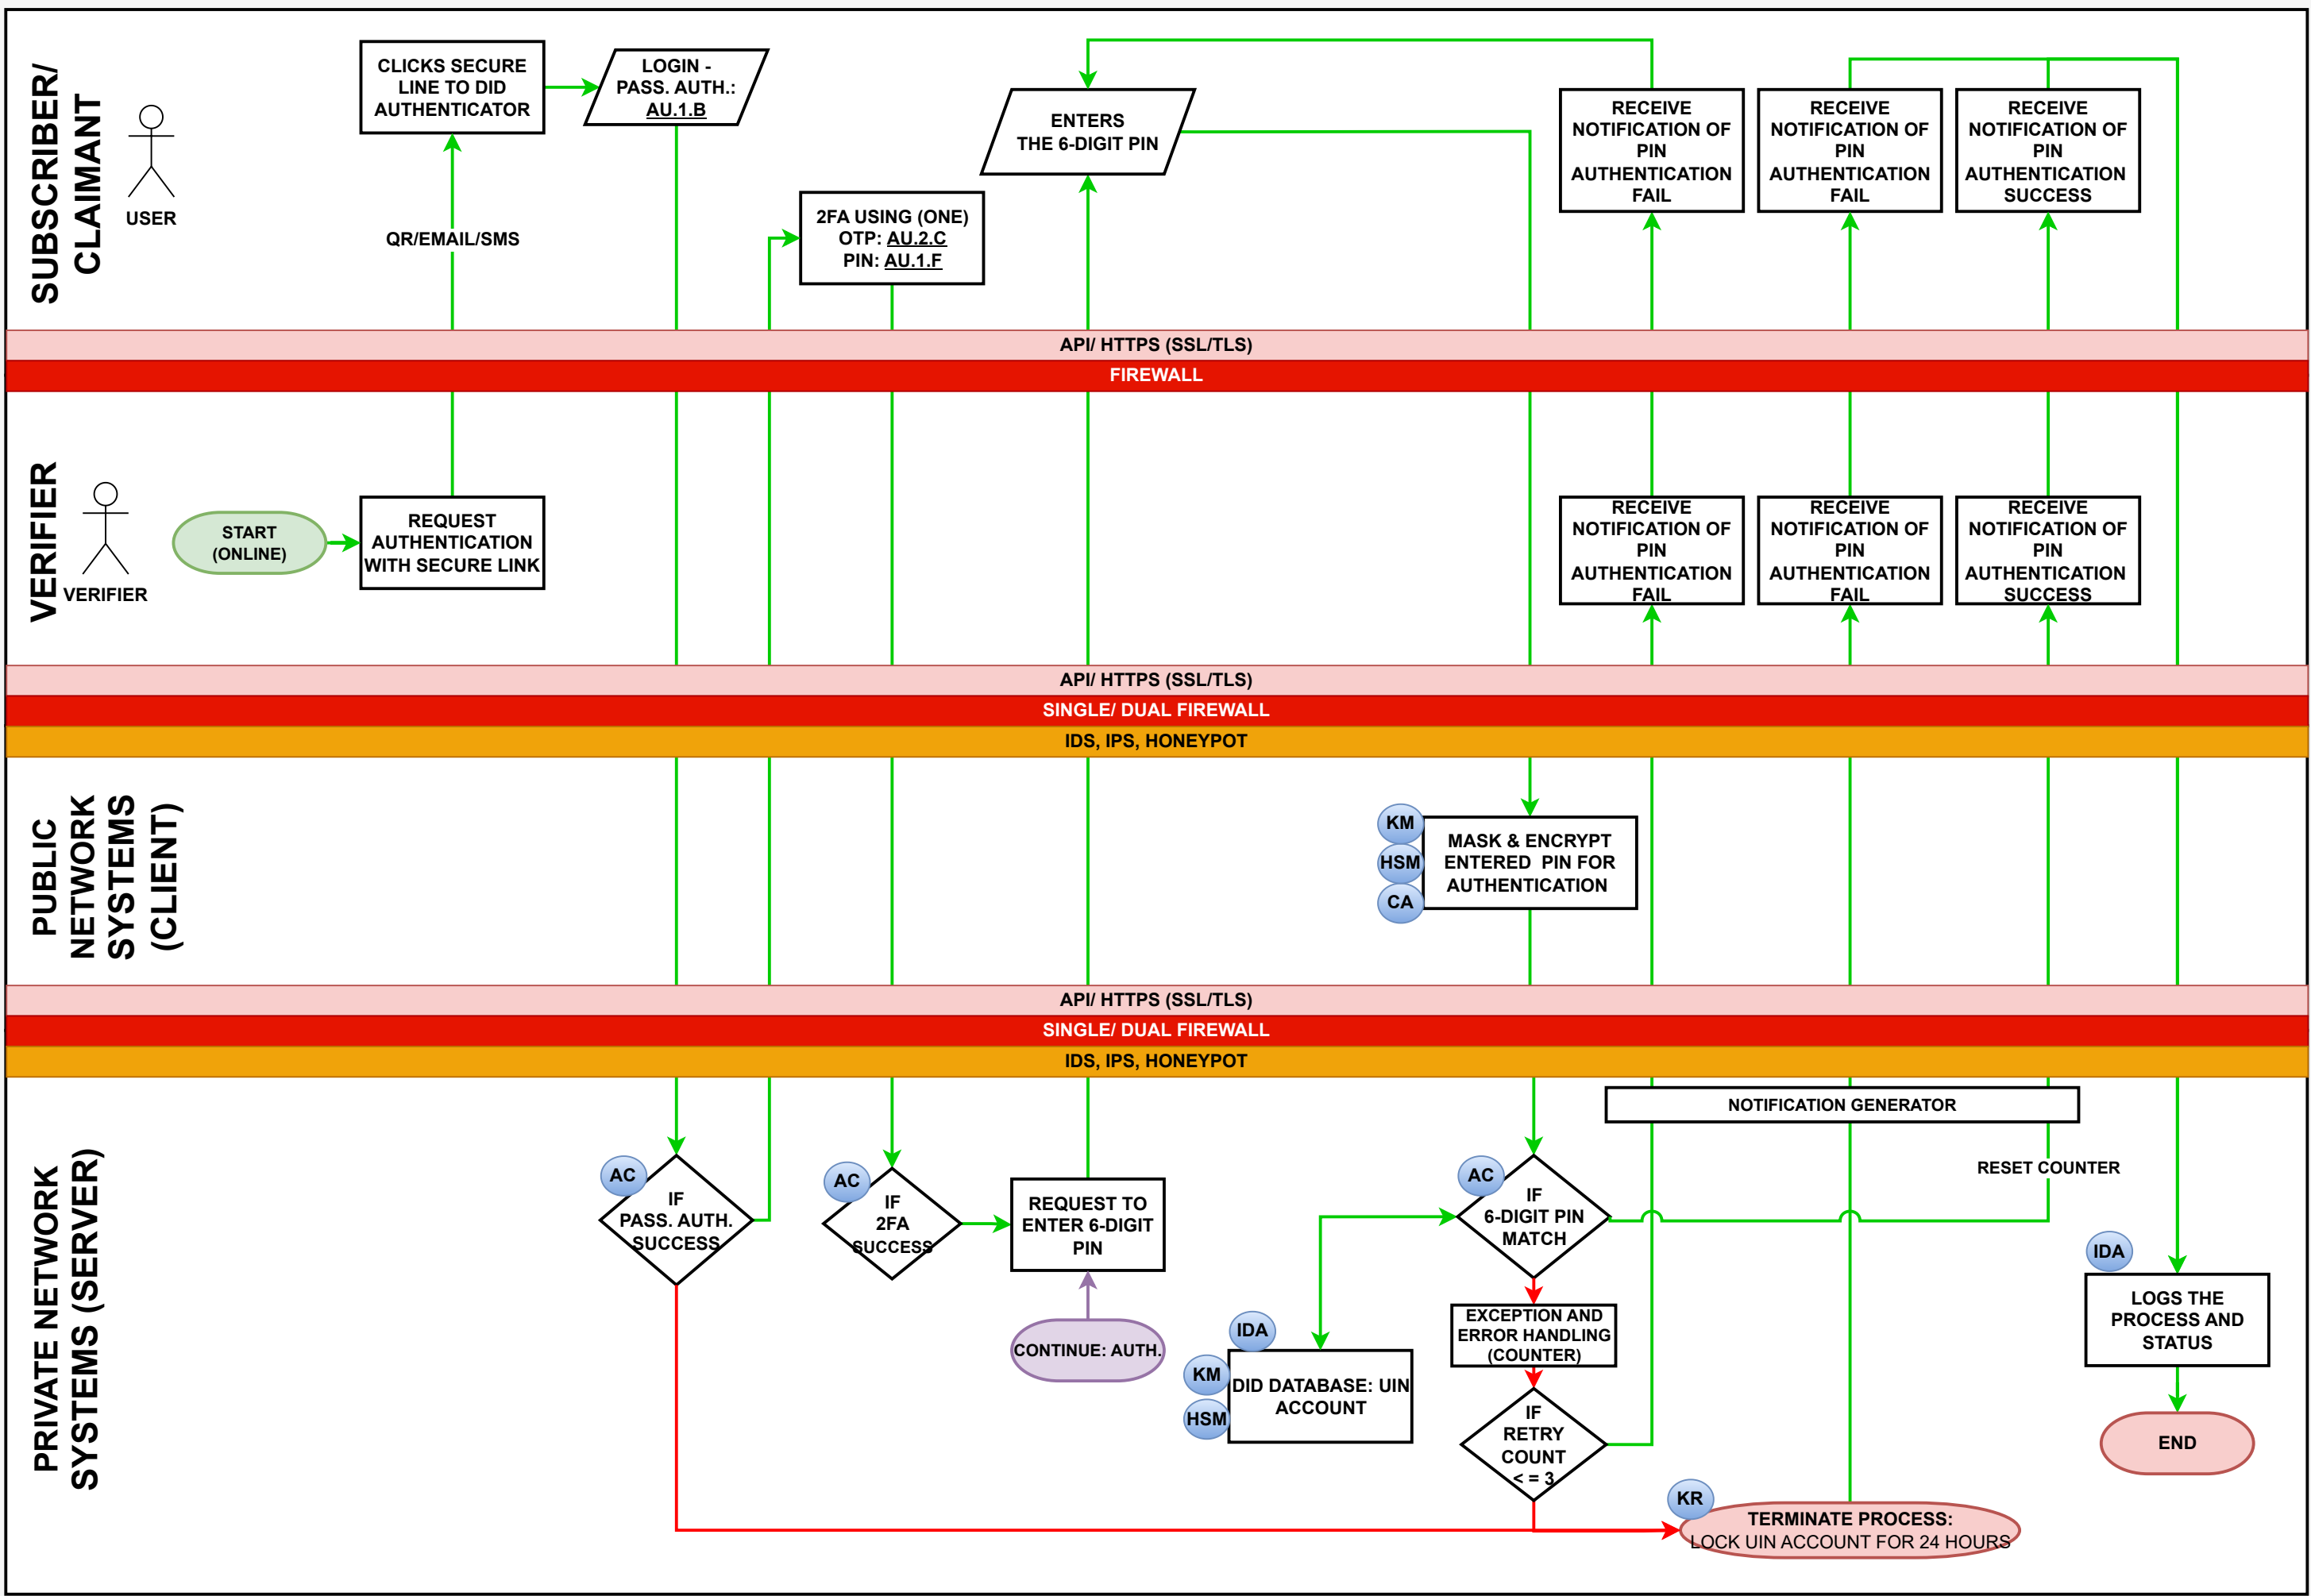 SUBSCRIBER/
CLAIMANT
USER
CLICKS SECURE
LINE TO DID
AUTHENTICATOR
LOGIN -
PASS. AUTH.:
AU.1.B
QR/EMAIL/SMS
2FA USING (ONE)
OTP: AU.2.C
PIN: AU.1.F
ENTERS
THE 6-DIGIT PIN
RECEIVE
NOTIFICATION OF
PIN
AUTHENTICATION
FAIL
RECEIVE
NOTIFICATION OF
PIN
AUTHENTICATION
FAIL
RECEIVE
NOTIFICATION OF
PIN
AUTHENTICATION
SUCCESS
API/ HTTPS (SSL/TLS)
FIREWALL
VERIFIER
VERIFIER
START
(ONLINE)
REQUEST
AUTHENTICATION
WITH SECURE LINK
RECEIVE
NOTIFICATION OF
PIN
AUTHENTICATION
FAIL
RECEIVE
NOTIFICATION OF
PIN
AUTHENTICATION
FAIL
RECEIVE
NOTIFICATION OF
PIN
AUTHENTICATION
SUCCESS
API/ HTTPS (SSL/TLS)
SINGLE/ DUAL FIREWALL
IDS, IPS, HONEYPOT
PUBLIC
NETWORK
SYSTEMS
(CLIENT)
KM
HSM
CA
MASK & ENCRYPT
ENTERED PIN FOR
AUTHENTICATION
API/ HTTPS (SSL/TLS)
SINGLE/ DUAL FIREWALL
IDS, IPS, HONEYPOT
PRIVATE NETWORK
SYSTEMS (SERVER)
NOTIFICATION GENERATOR
AC
IF
PASS. AUTH.
SUCCESS
AC
IF
2FA
SUCCESS
REQUEST TO
ENTER 6-DIGIT
PIN
CONTINUE: AUTH.
AC
IF
6-DIGIT PIN
MATCH
RESET COUNTER
IDA
KM
HSM
DID DATABASE: UIN
ACCOUNT
EXCEPTION AND
ERROR HANDLING
(COUNTER)
IF
RETRY
COUNT
< = 3
KR
TERMINATE PROCESS:
LOCK UIN ACCOUNT FOR 24 HOURS
IDA
LOGS THE
PROCESS AND
STATUS
END